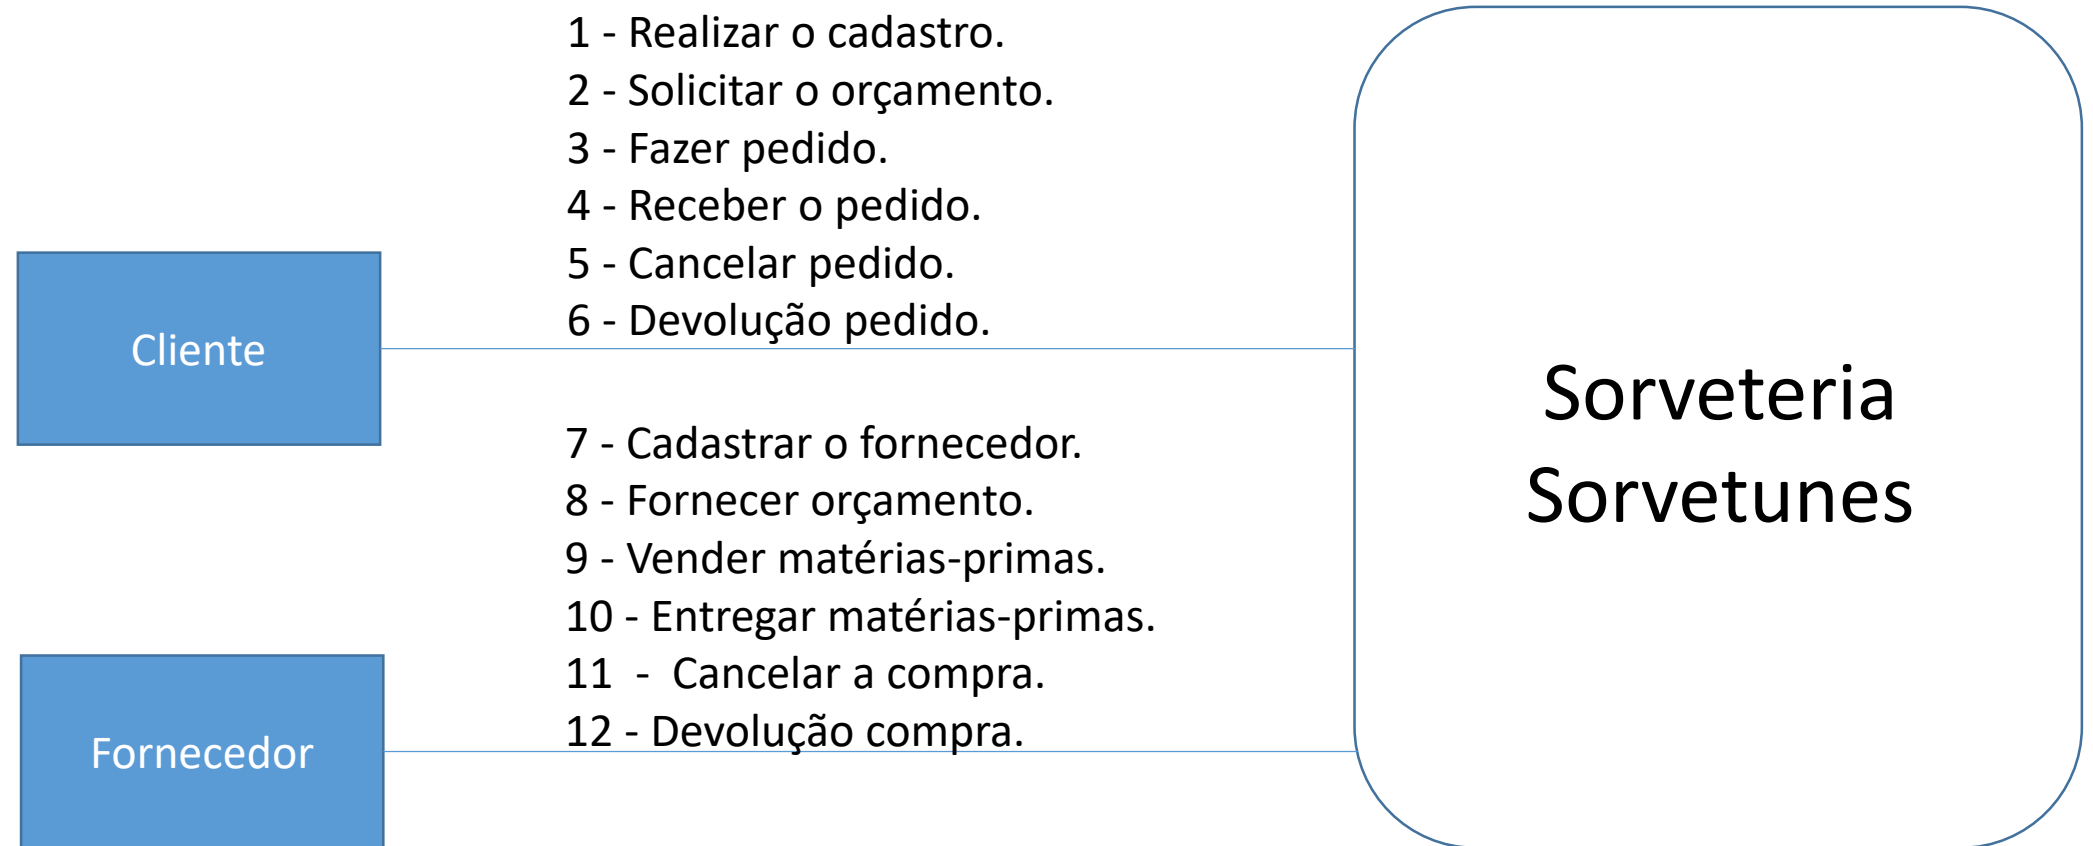 1 - Realizar o cadastro.
2 - Solicitar o orçamento.
3 - Fazer pedido.
4 - Receber o pedido.
5 - Cancelar pedido.
6 - Devolução pedido.
Cliente
7 - Cadastrar o fornecedor.
8 - Fornecer orçamento.
9 - Vender matérias-primas.
10 - Entregar matérias-primas.
11 - Cancelar a compra.
12 - Devolução compra.
Fornecedor
Sorveteria
Sorvetunes